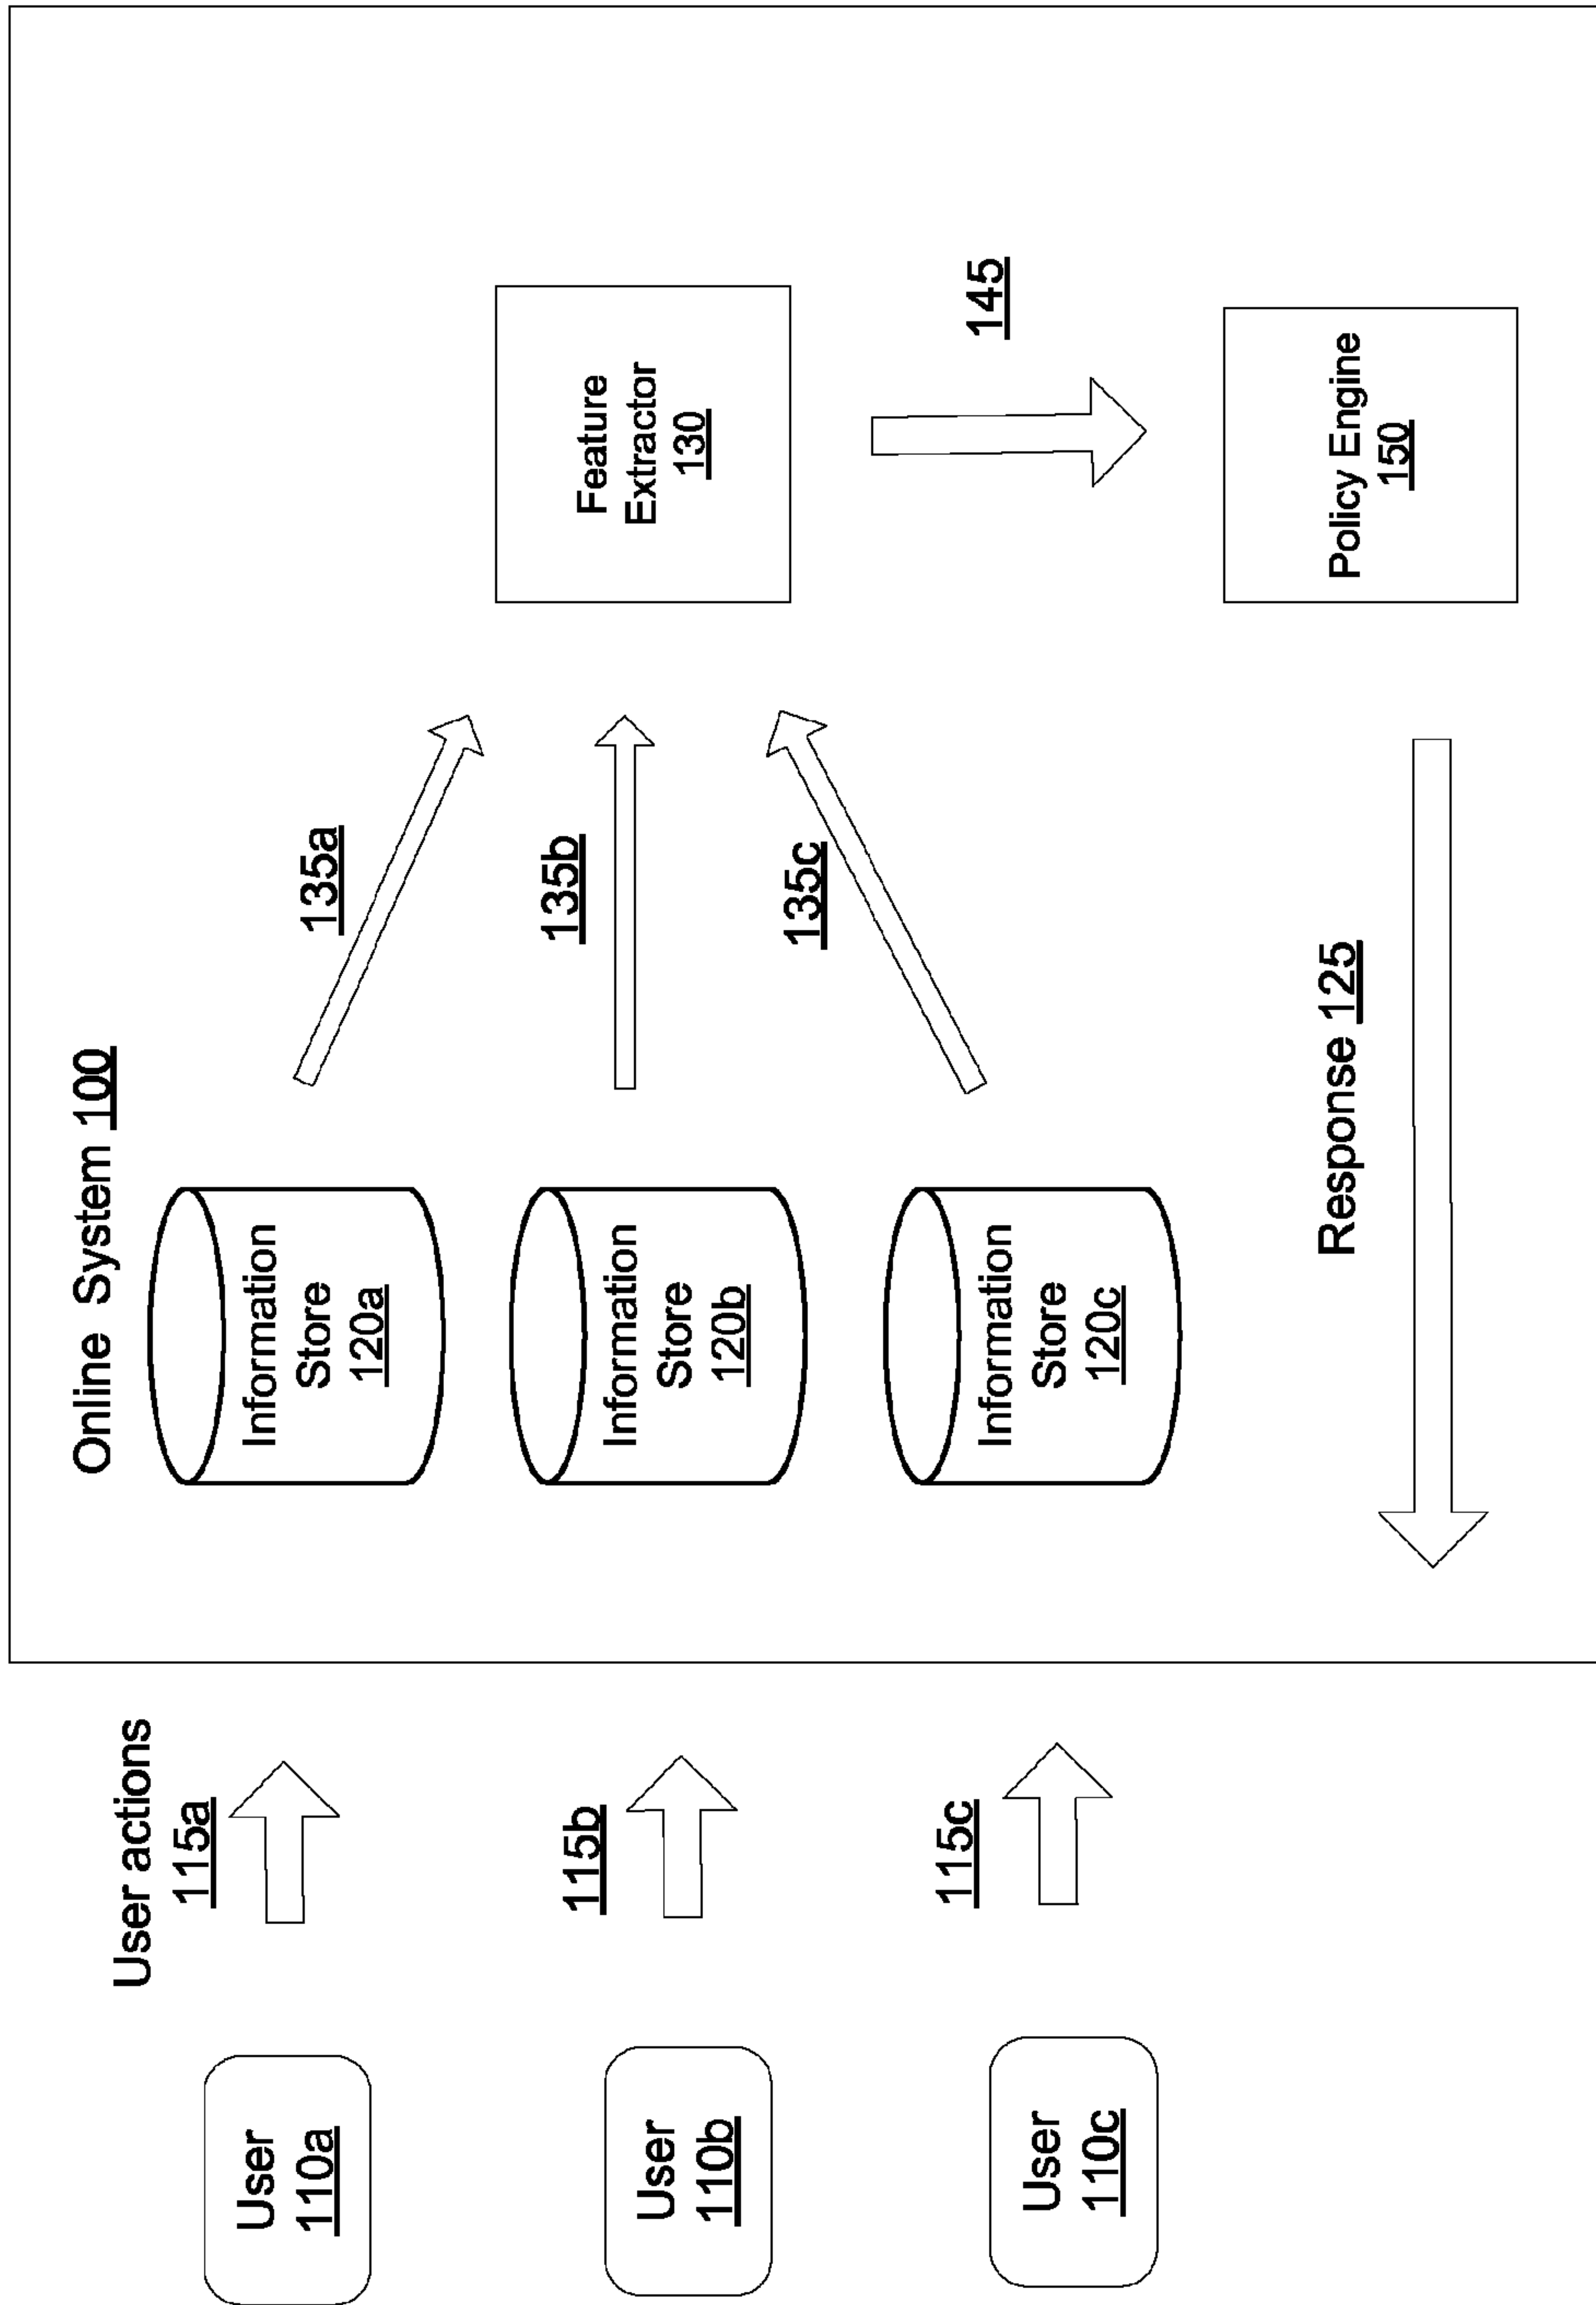 User actions
Online System 100
User
110a
115a
Information
Store
120a
135a
User
110b
115b
Information
Store
120b
135b
Feature
Extractor
130
User
110c
115c
Information
Store
120c
135c
145
Response 125
Policy Engine
150